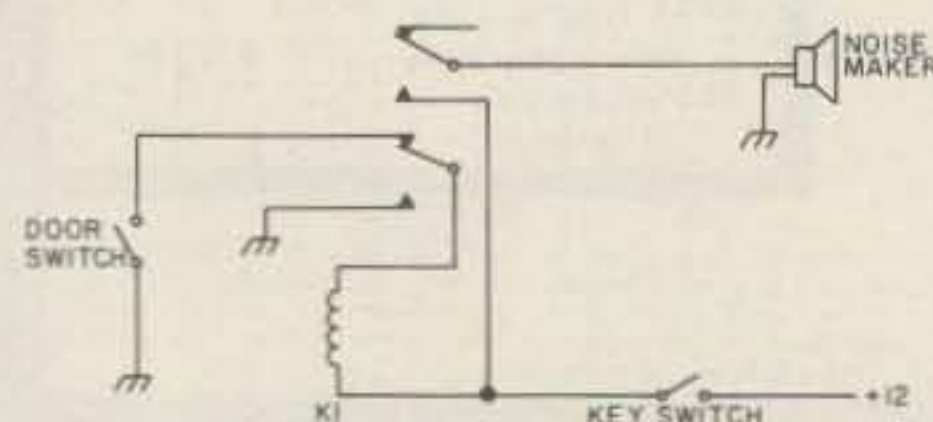 NOISE
MAKER
DOOR
SWITCH
K1
KEY SWITCH
+12